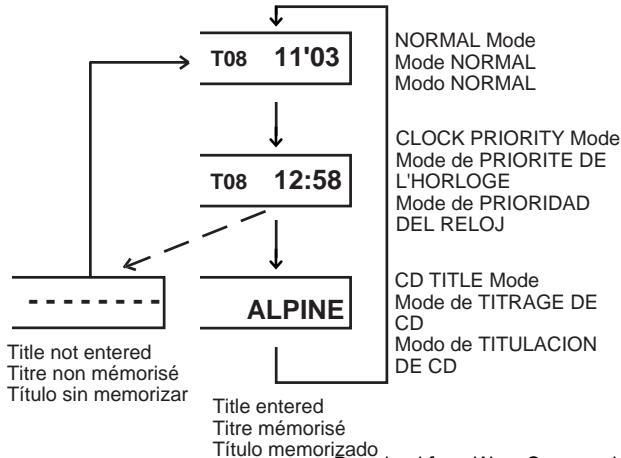 T08 11'03
NORMAL Mode
Mode NORMAL
Modo NORMAL
T08 12:58
CLOCK PRIORITY Mode
Mode de PRIORITE DE
L'HORLOGE
Mode de PRIORIDAD
DEL RELOJ
------
ALPINE
CD TITLE Mode
Mode de TITRAGE DE
CD
Modo de TITULACION
DE CD
Title not entered
Titre non mémorisé
Título sin memorizar
Title entered
Titre mémorisé
Título memorizado